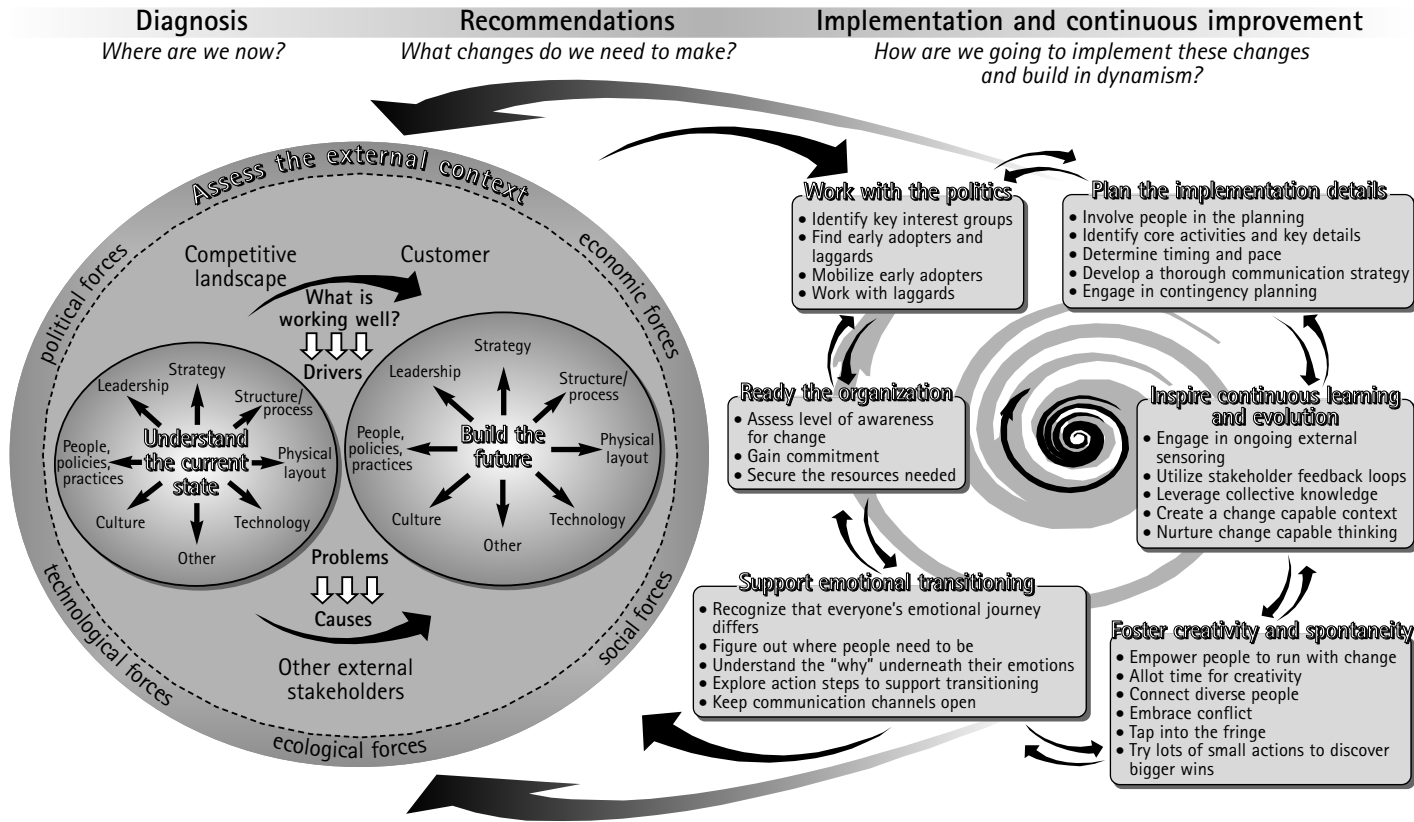 Diagnosis
Where are we now?
Recommendations
What changes do we need to make?
Implementation and continuous improvement
How are we going to implement these changes
and build in dynamism?
Assess the external context
political forces
economic forces
technological forces
social forces
ecological forces
Competitive
landscape
Customer
What is
working well?
Drivers
Strategy
Leadership
Structure/
process
People,
policies,
practices
Understand
the current
state
Physical
layout
Culture
Technology
Other
Strategy
Leadership
Structure/
process
People,
policies,
practices
Build the
future
Physical
layout
Culture
Technology
Other
Problems
Causes
Other external
stakeholders
Work with the politics
• Identify key interest groups
• Find early adopters and
laggards
• Mobilize early adopters
• Work with laggards
Plan the implementation details
• Involve people in the planning
• Identify core activities and key details
• Determine timing and pace
• Develop a thorough communication strategy
• Engage in contingency planning
Ready the organization
• Assess level of awareness
for change
• Gain commitment
• Secure the resources needed
Inspire continuous learning
and evolution
• Engage in ongoing external
sensoring
• Utilize stakeholder feedback loops
• Leverage collective knowledge
• Create a change capable context
• Nurture change capable thinking
Support emotional transitioning
• Recognize that everyone's emotional journey
differs
• Figure out where people need to be
• Understand the “why” underneath their emotions
• Explore action steps to support transitioning
• Keep communication channels open
Foster creativity and spontaneity
• Empower people to run with change
• Allot time for creativity
• Connect diverse people
• Embrace conflict
• Tap into the fringe
• Try lots of small actions to discover
bigger wins